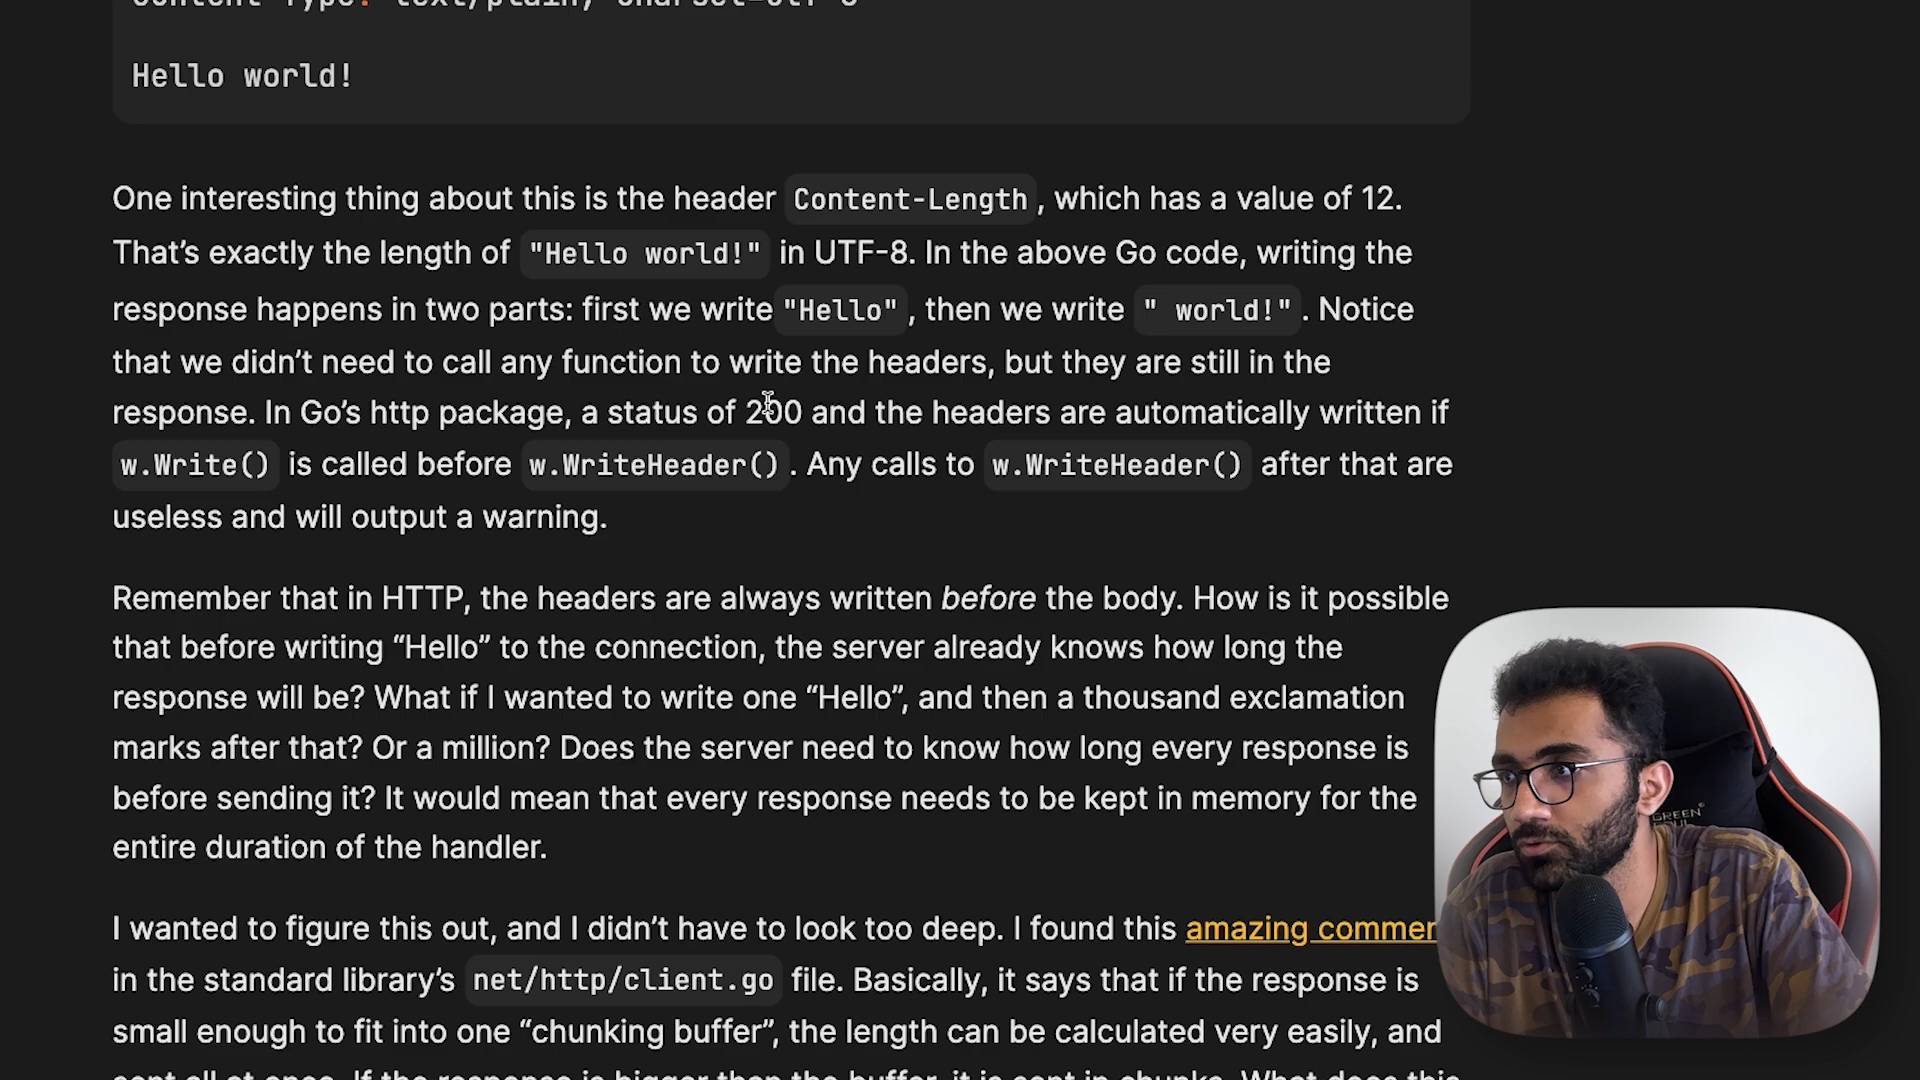 Hello world!
One interesting thing about this is the header Content-Length, which has a value of 12.
That’s exactly the length of "Hello world!" in UTF-8. In the above Go code, writing the
response happens in two parts: first we write "Hello", then we write " world!". Notice
that we didn’t need to call any function to write the headers, but they are still in the
response. In Go’s http package, a status of 200 and the headers are automatically written if
w.Write() is called before w.WriteHeader(). Any calls to w.WriteHeader() after that are
useless and will output a warning.
Remember that in HTTP, the headers are always written before the body. How is it possible
that before writing “Hello” to the connection, the server already knows how long the
response will be? What if I wanted to write one “Hello”, and then a thousand exclamation
marks after that? Or a million? Does the server need to know how long every response is
before sending it? It would mean that every response needs to be kept in memory for the
entire duration of the handler.
I wanted to figure this out, and I didn’t have to look too deep. I found this amazing
in the standard library’s net/http/client.go file. Basically, it says that if the response is
small enough to fit into one “chunking buffer”, the length can be calculated very easily, and
GREEN